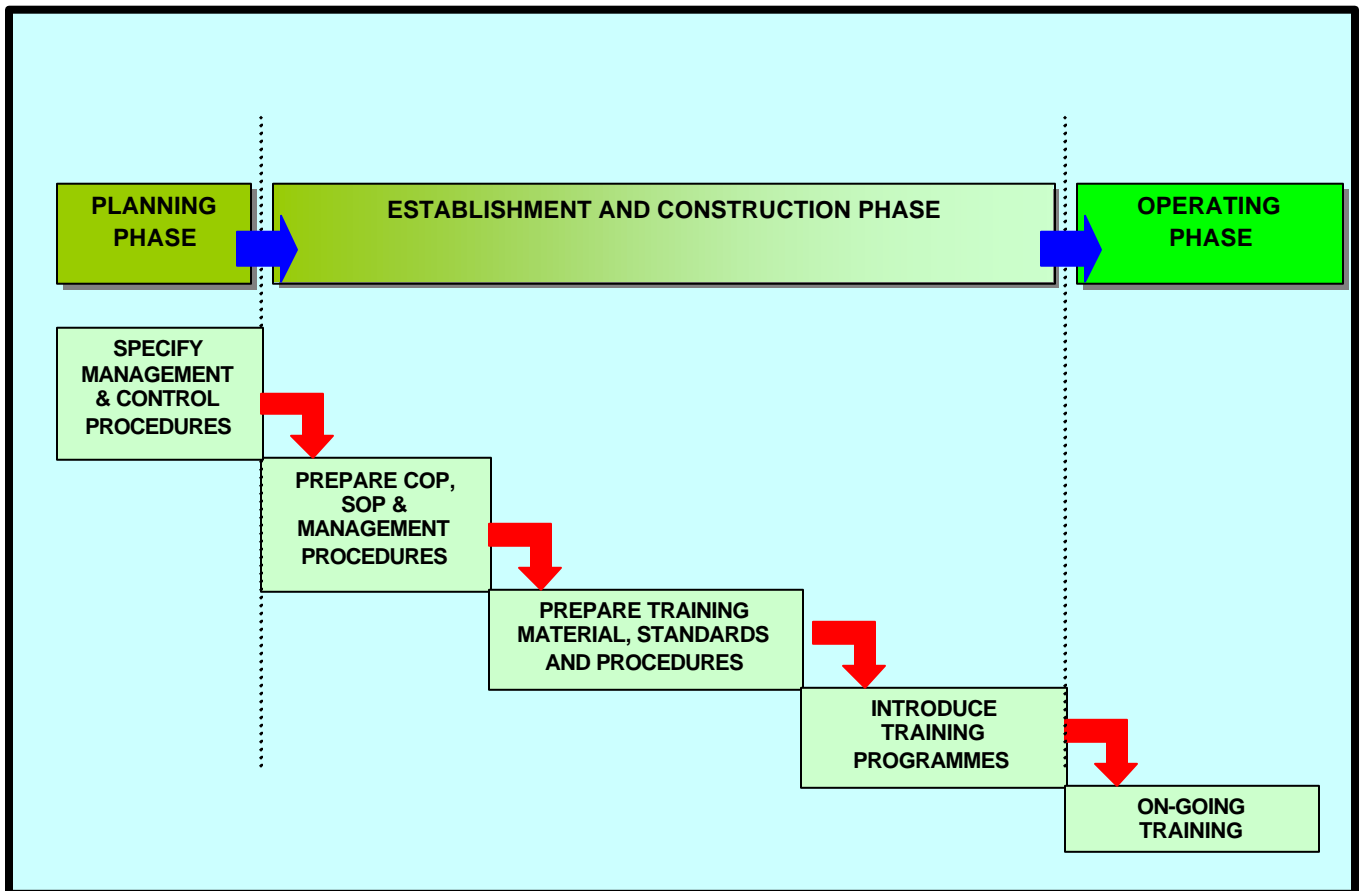 PLANNING
PHASE
ESTABLISHMENT AND CONSTRUCTION PHASE
OPERATING
PHASE
SPECIFY
MANAGEMENT
& CONTROL
PROCEDURES
PREPARE COP,
SOP &
MANAGEMENT
PROCEDURES
PREPARE TRAINING
MATERIAL, STANDARDS
AND PROCEDURES
INTRODUCE
TRAINING
PROGRAMMES
ON-GOING
TRAINING